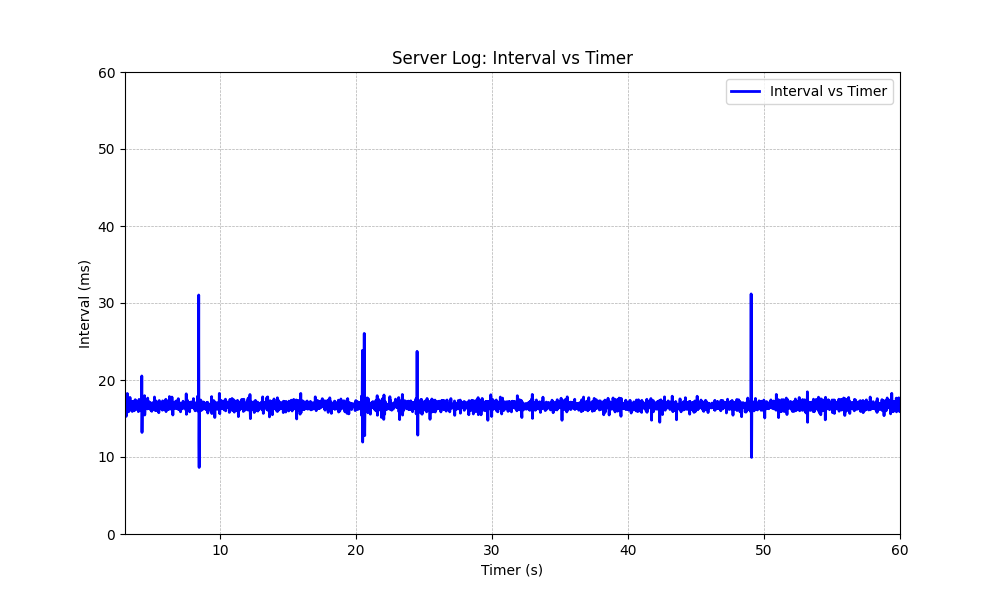 Server Log: Interval vs Timer
Interval vs Timer
60
50
40
30
20
10
0
Interval (ms)
10 20 30 40 50 60
Timer (s)